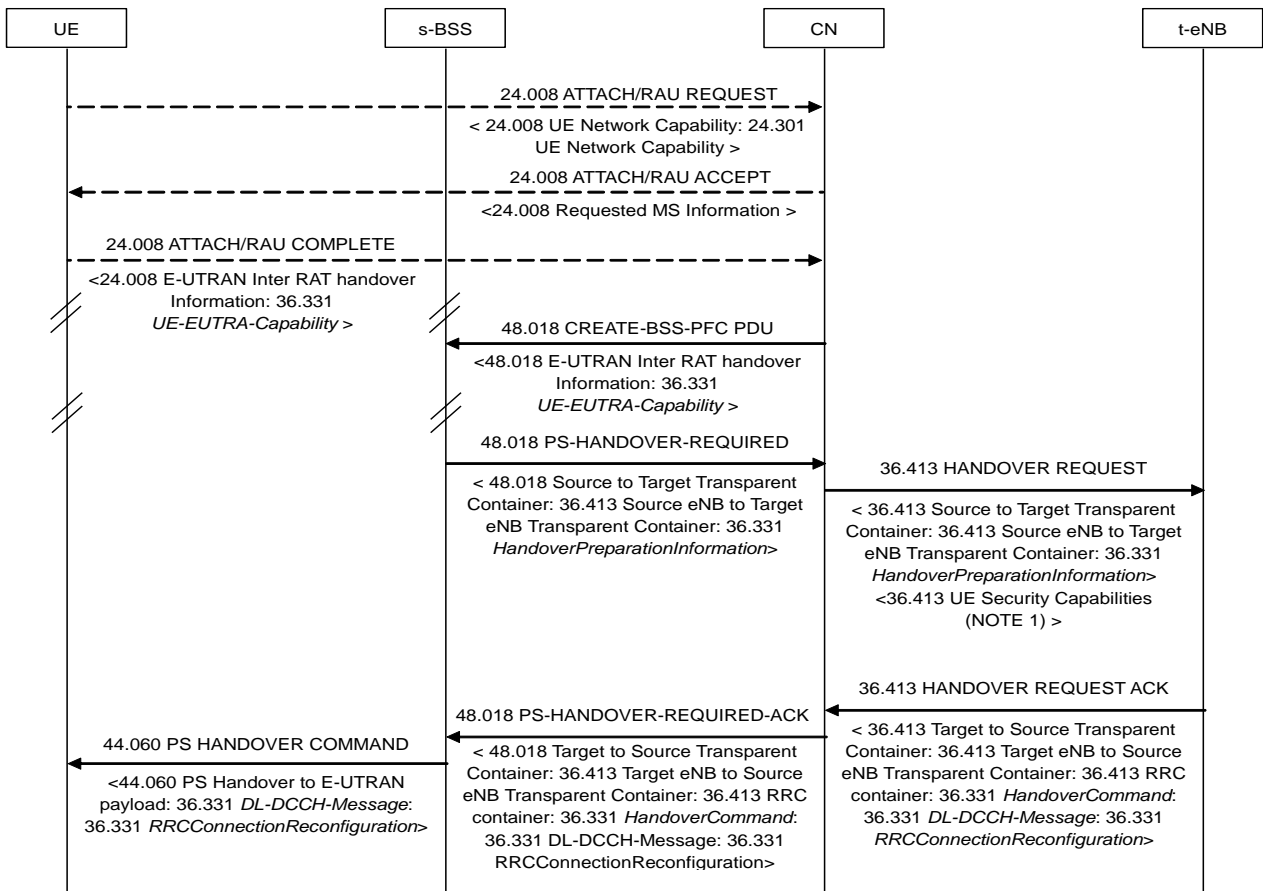 UE
s-BSS
CN
t-eNB
24.008 ATTACH/RAU REQUEST
< 24.008 UE Network Capability: 24.301
UE Network Capability >
24.008 ATTACH/RAU ACCEPT
<24.008 Requested MS Information >
24.008 ATTACH/RAU COMPLETE
<24.008 E-UTRAN Inter RAT handover
Information: 36.331
UE-EUTRA-Capability >
48.018 CREATE-BSS-PFC PDU
<48.018 E-UTRAN Inter RAT handover
Information: 36.331
UE-EUTRA-Capability >
48.018 PS-HANDOVER-REQUIRED
< 48.018 Source to Target Transparent
Container: 36.413 Source eNB to Target
eNB Transparent Container: 36.331
HandoverPreparationInformation>
36.413 HANDOVER REQUEST
< 36.413 Source to Target Transparent
Container: 36.413 Source eNB to Target
eNB Transparent Container: 36.331
HandoverPreparationInformation>
<36.413 UE Security Capabilities
(NOTE 1) >
36.413 HANDOVER REQUEST ACK
< 36.413 Target to Source Transparent
Container: 36.413 Target eNB to Source
eNB Transparent Container: 36.413 RRC
container: 36.331 HandoverCommand:
36.331 DL-DCCH-Message: 36.331
RRCConnectionReconfiguration>
48.018 PS-HANDOVER-REQUIRED-ACK
< 48.018 Target to Source Transparent
Container: 36.413 Target eNB to Source
eNB Transparent Container: 36.413 RRC
container: 36.331 HandoverCommand:
36.331 DL-DCCH-Message: 36.331
RRCConnectionReconfiguration>
44.060 PS HANDOVER COMMAND
<44.060 PS Handover to E-UTRAN
payload: 36.331 DL-DCCH-Message:
36.331 RRCConnectionReconfiguration>